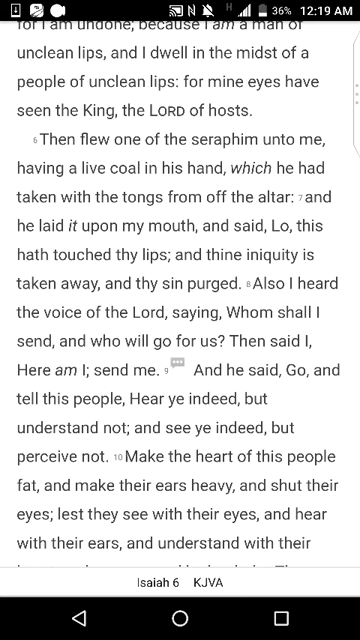 H 4G 36% 12:19 AM
for I am undone; because I am a man of
unclean lips, and I dwell in the midst of a
people of unclean lips: for mine eyes have
seen the King, the LORD of hosts.
6 Then flew one of the seraphim unto me,
having a live coal in his hand, which he had
taken with the tongs from off the altar: 7 and
he laid it upon my mouth, and said, Lo, this
hath touched thy lips; and thine iniquity is
taken away, and thy sin purged. 8 Also I heard
the voice of the Lord, saying, Whom shall I
send, and who will go for us? Then said I,
Here am I; send me. 9 And he said, Go, and
tell this people, Hear ye indeed, but
understand not; and see ye indeed, but
perceive not. 10 Make the heart of this people
fat, and make their ears heavy, and shut their
eyes; lest they see with their eyes, and hear
with their ears, and understand with their
Isaiah 6 KJVA